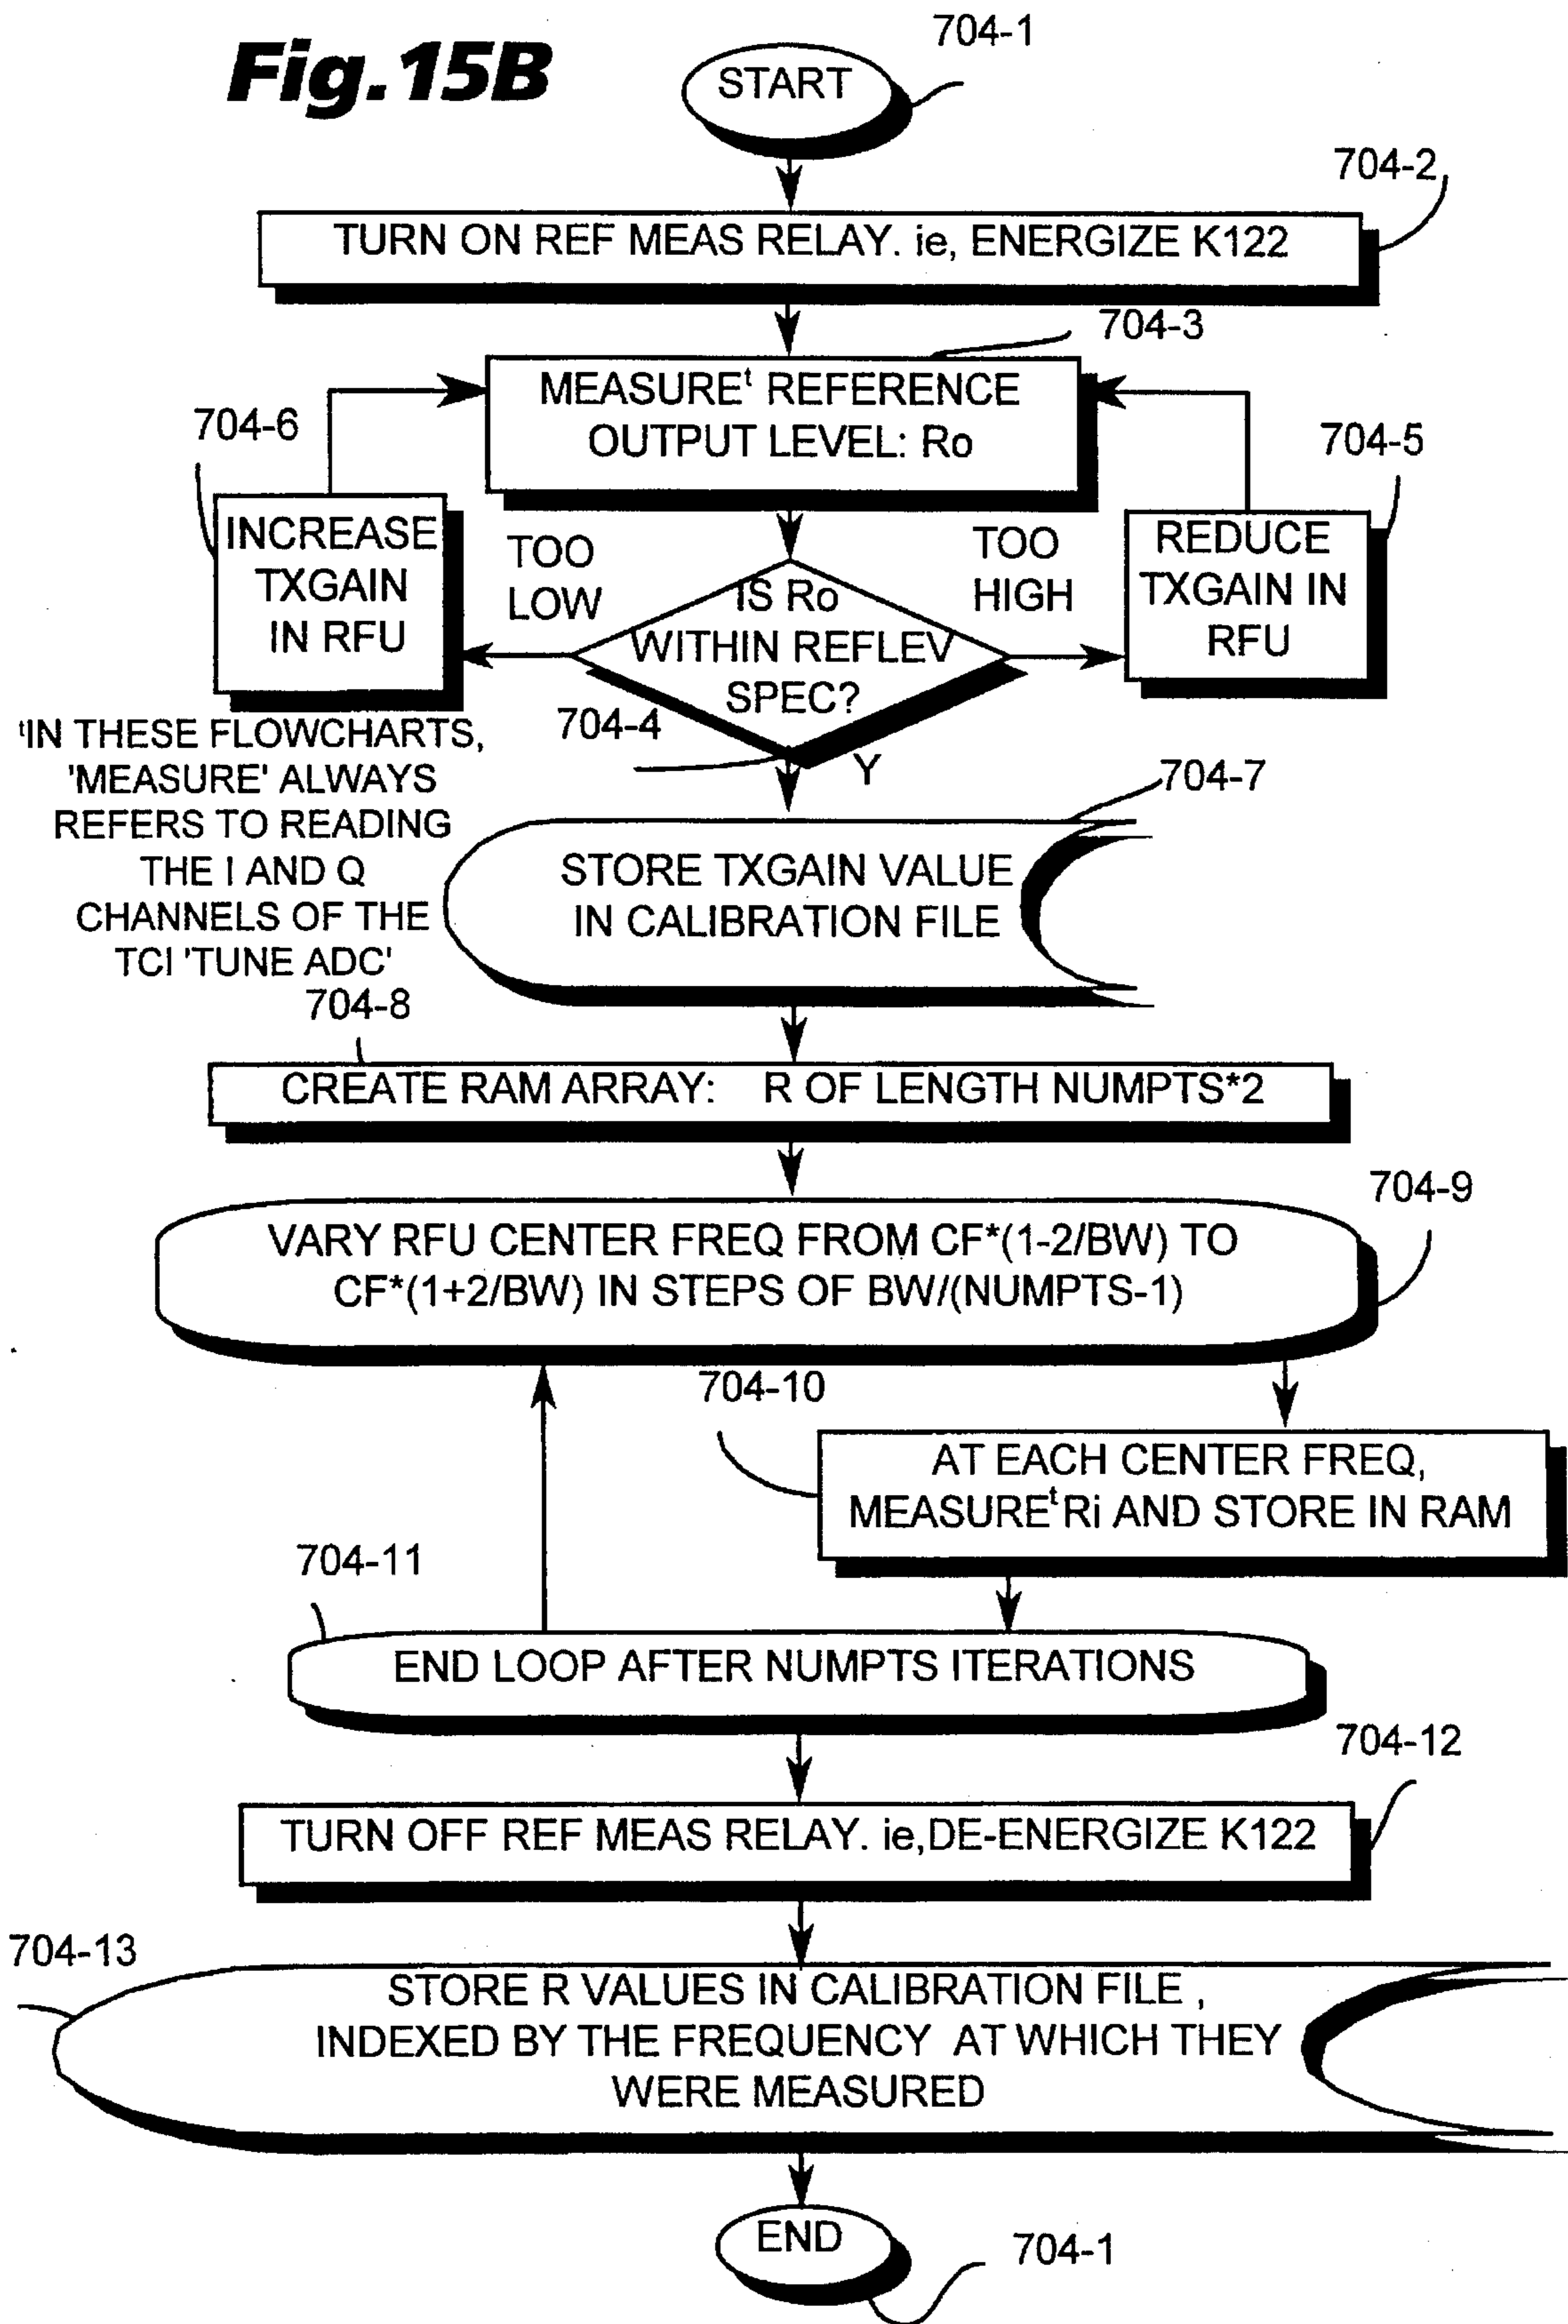 Fig.15B
704-1
START
704-2
TURN ON REF MEAS RELAY. ie, ENERGIZE K122
704-3
MEASURE^t REFERENCE
OUTPUT LEVEL: Ro
704-6
INCREASE
TXGAIN
IN RFU
TOO
LOW
IS Ro
WITHIN REFLEV
SPEC?
TOO
HIGH
704-5
REDUCE
TXGAIN IN
RFU
704-4
Y
^tIN THESE FLOWCHARTS,
'MEASURE' ALWAYS
REFERS TO READING
THE I AND Q
CHANNELS OF THE
TCI 'TUNE ADC'
704-7
STORE TXGAIN VALUE
IN CALIBRATION FILE
704-8
CREATE RAM ARRAY: R OF LENGTH NUMPTS*2
704-9
VARY RFU CENTER FREQ FROM CF*(1-2/BW) TO
CF*(1+2/BW) IN STEPS OF BW/(NUMPTS-1)
704-10
AT EACH CENTER FREQ,
MEASURE^t Ri AND STORE IN RAM
704-11
END LOOP AFTER NUMPTS ITERATIONS
704-12
TURN OFF REF MEAS RELAY. ie,DE-ENERGIZE K122
704-13
STORE R VALUES IN CALIBRATION FILE ,
INDEXED BY THE FREQUENCY AT WHICH THEY
WERE MEASURED
END
704-1